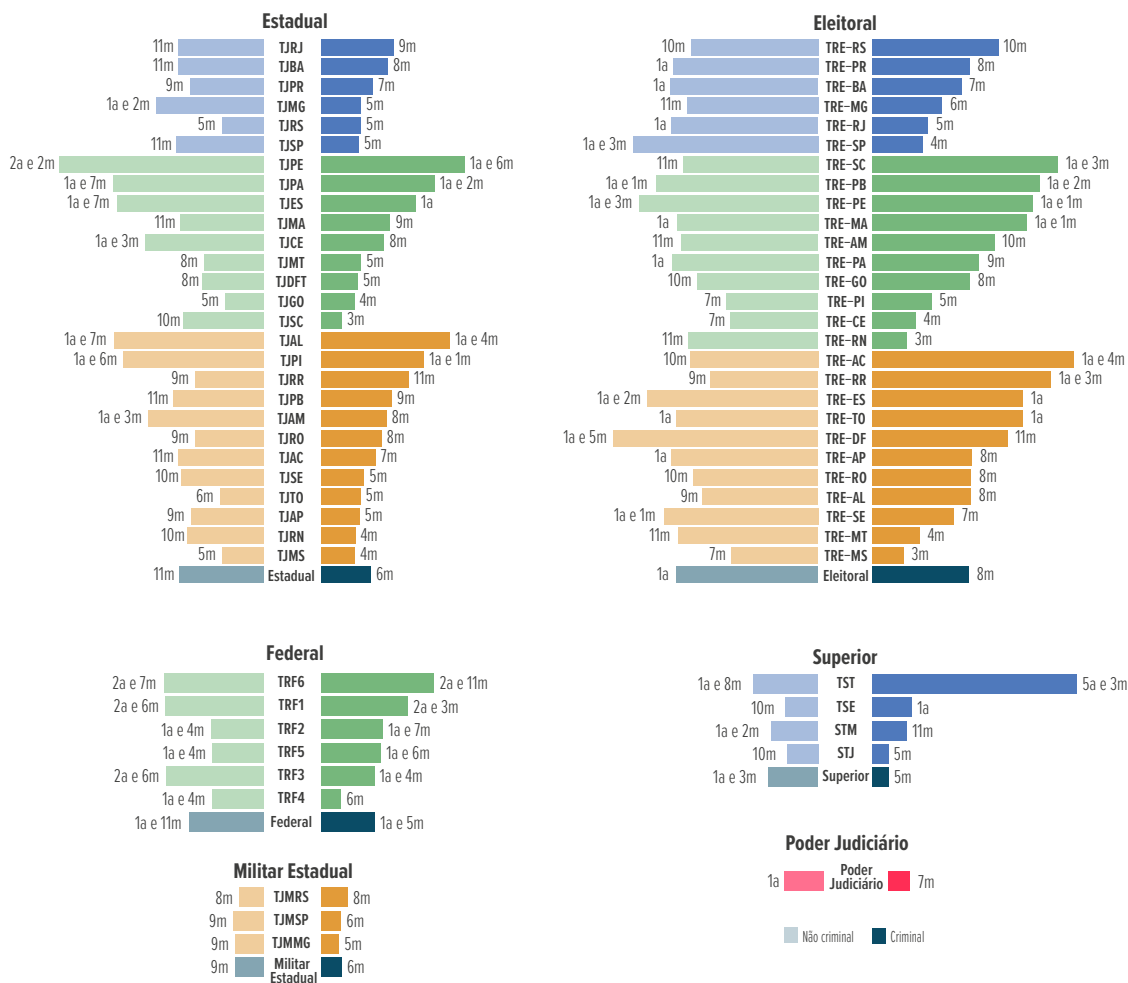 Estadual
11m TJRJ 9m
11m TJBA 8m
9m TJPR 7m
1a e 2m TJMG 5m
5m TJRS 5m
11m TJSP 5m
2a e 2m TJPE 1a e 6m
1a e 7m TJPA 1a e 2m
1a e 7m TJES 1a
11m TJMA 9m
1a e 3m TJCE 8m
8m TJMT 5m
8m TJDFT 5m
5m TJGO 4m
10m TJSC 3m
1a e 7m TJAL 1a e 4m
1a e 6m TJPI 1a e 1m
9m TJRR 11m
11m TJPB 9m
1a e 3m TJAM 8m
9m TJRO 8m
11m TJAC 7m
10m TJSE 5m
6m TJTO 5m
9m TJAP 5m
10m TJRN 4m
5m TJMS 4m
11m Estadual 6m
Eleitoral
10m TRE-RS 10m
1a TRE-PR 8m
1a TRE-BA 7m
11m TRE-MG 6m
1a TRE-RJ 5m
1a e 3m TRE-SP 4m
11m TRE-SC 1a e 3m
1a e 1m TRE-PB 1a e 2m
1a e 3m TRE-PE 1a e 1m
1a TRE-MA 1a e 1m
11m TRE-AM 10m
1a TRE-PA 9m
10m TRE-GO 8m
7m TRE-PI 5m
7m TRE-CE 4m
11m TRE-RN 3m
10m TRE-AC 1a e 4m
9m TRE-RR 1a e 3m
1a e 2m TRE-ES 1a
1a TRE-TO 1a
1a e 5m TRE-DF 11m
1a TRE-AP 8m
10m TRE-RO 8m
9m TRE-AL 8m
1a e 1m TRE-SE 7m
11m TRE-MT 4m
7m TRE-MS 3m
1a Eleitoral 8m
Federal
2a e 7m TRF6 2a e 11m
2a e 6m TRF1 2a e 3m
1a e 4m TRF2 1a e 7m
1a e 4m TRF5 1a e 6m
2a e 6m TRF3 1a e 4m
1a e 4m TRF4 6m
1a e 11m Federal 1a e 5m
Superior
1a e 8m TST 5a e 3m
10m TSE 1a
1a e 2m STM 11m
10m STJ 5m
1a e 3m Superior 5m
Militar Estadual
8m TJMRS 8m
9m TJMSP 6m
9m TJMMG 5m
9m Militar 6m
Estadual
Poder Judiciário
1a Poder 7m
Judiciário
Não criminal Criminal